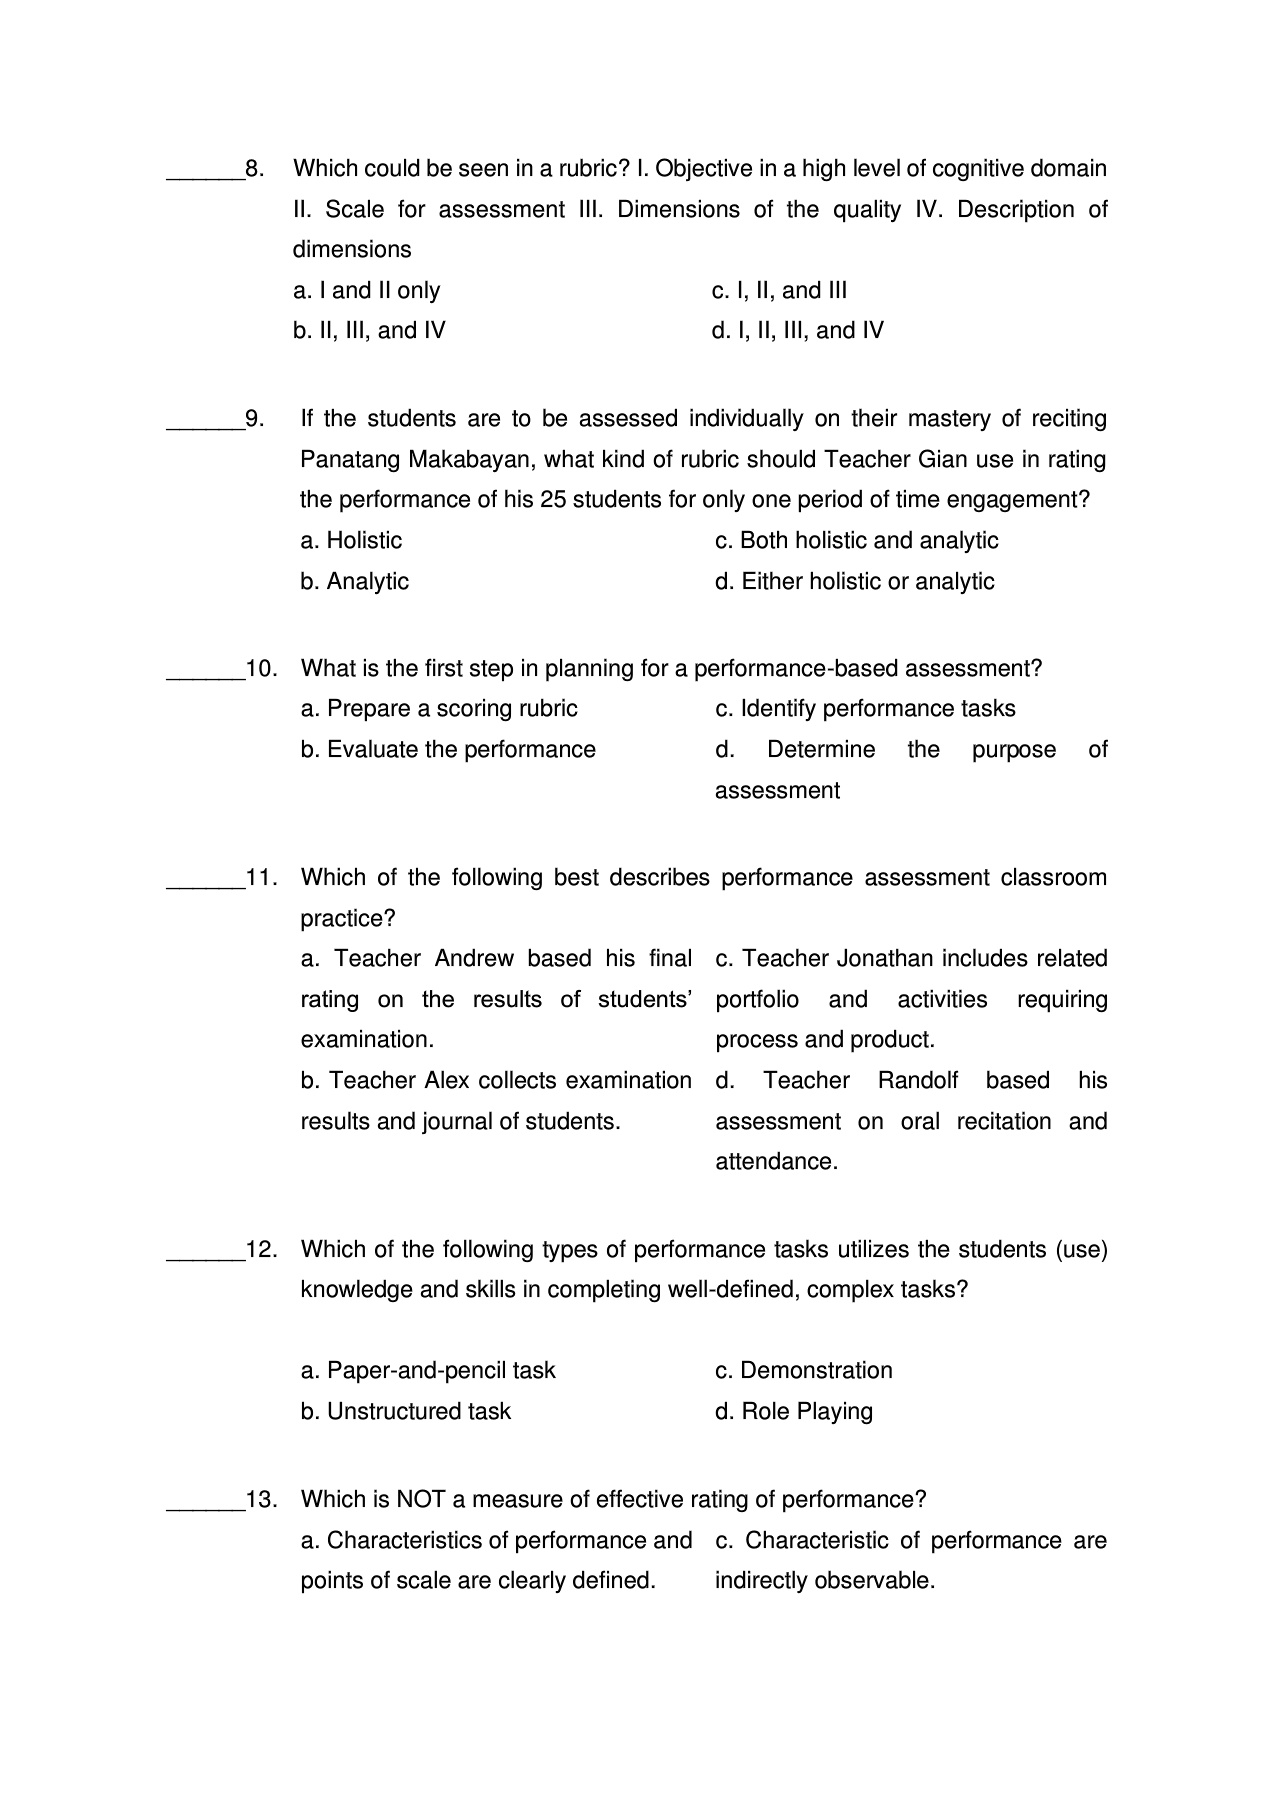 ______8. Which could be seen in a rubric? I. Objective in a high level of cognitive domain
II. Scale for assessment III. Dimensions of the quality IV. Description of
dimensions
a. I and II only c. I, II, and III
b. II, III, and IV d. I, II, III, and IV
______9. If the students are to be assessed individually on their mastery of reciting
Panatang Makabayan, what kind of rubric should Teacher Gian use in rating
the performance of his 25 students for only one period of time engagement?
a. Holistic c. Both holistic and analytic
b. Analytic d. Either holistic or analytic
______10. What is the first step in planning for a performance-based assessment?
a. Prepare a scoring rubric c. Identify performance tasks
b. Evaluate the performance d. Determine the purpose of
assessment
______11. Which of the following best describes performance assessment classroom
practice?
a. Teacher Andrew based his final c. Teacher Jonathan includes related
rating on the results of students’ portfolio and activities requiring
examination. process and product.
b. Teacher Alex collects examination d. Teacher Randolf based his
results and journal of students. assessment on oral recitation and
attendance.
______12. Which of the following types of performance tasks utilizes the students (use)
knowledge and skills in completing well-defined, complex tasks?
a. Paper-and-pencil task c. Demonstration
b. Unstructured task d. Role Playing
______13. Which is NOT a measure of effective rating of performance?
a. Characteristics of performance and c. Characteristic of performance are
points of scale are clearly defined. indirectly observable.